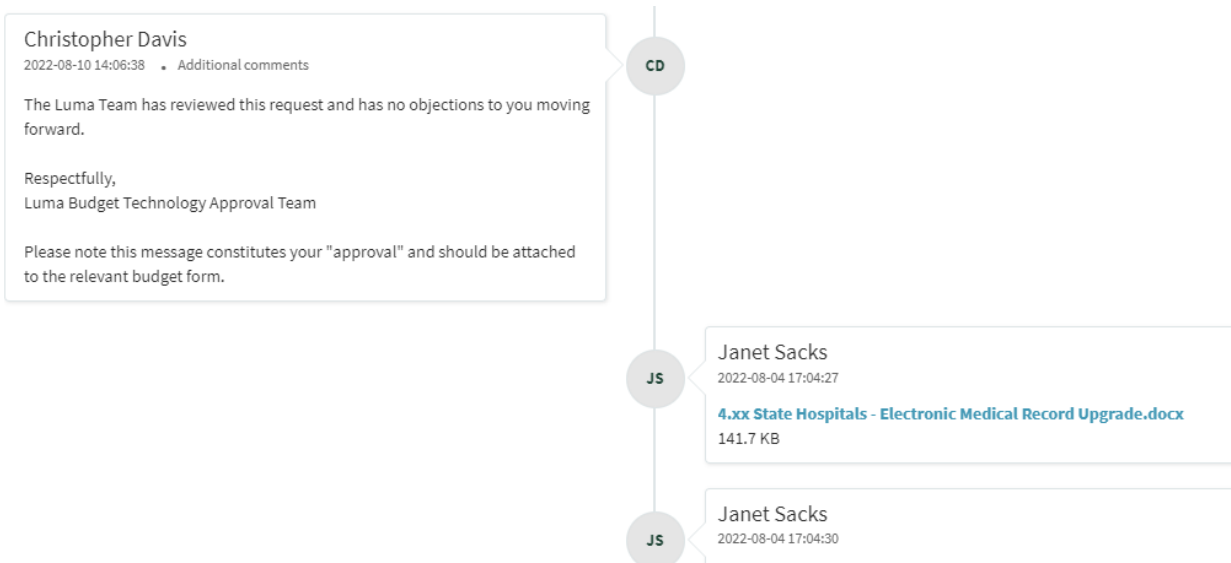 Christopher Davis
2022-08-10 14:06:38 • Additional comments
The Luma Team has reviewed this request and has no objections to you moving
forward.
Respectfully,
Luma Budget Technology Approval Team
Please note this message constitutes your "approval" and should be attached
to the relevant budget form.
CD
JS
Janet Sacks
2022-08-04 17:04:27
4.xx State Hospitals - Electronic Medical Record Upgrade.docx
141.7 KB
JS
Janet Sacks
2022-08-04 17:04:30